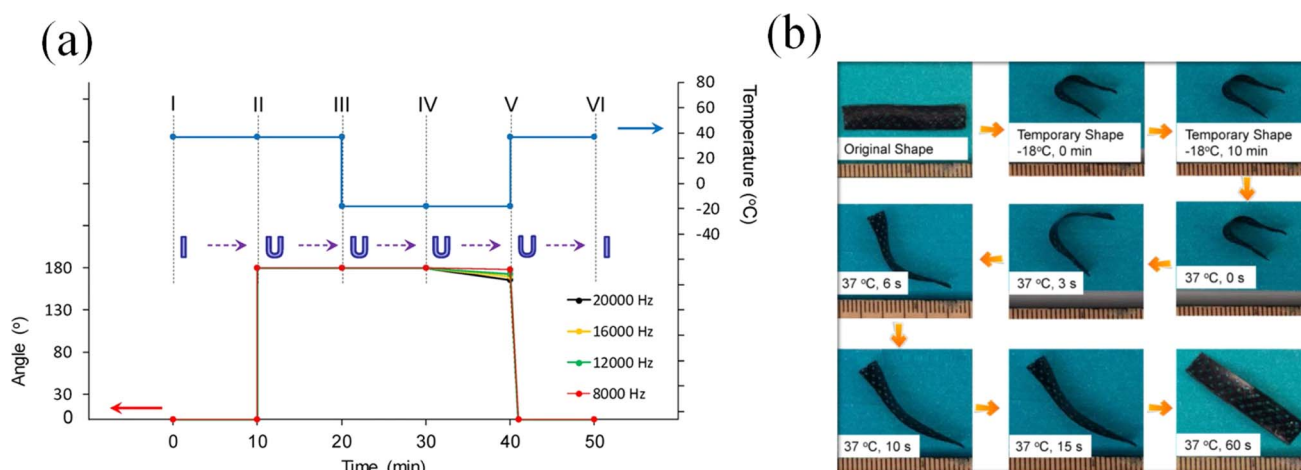 (a)
(b)
I II III IV V VI
80
60
40
20
0
-20
-40
Temperature (°C)
I U U U U I
180
130
80
30
0
Angle (°)
20000 Hz
16000 Hz
12000 Hz
8000 Hz
0 10 20 30 40 50
Time (min)
Original Shape
Temporary Shape
-18°C, 0 min
Temporary Shape
-18°C, 10 min
37 °C, 6 s
37 °C, 3 s
37 °C, 0 s
37 °C, 10 s
37 °C, 15 s
37 °C, 60 s